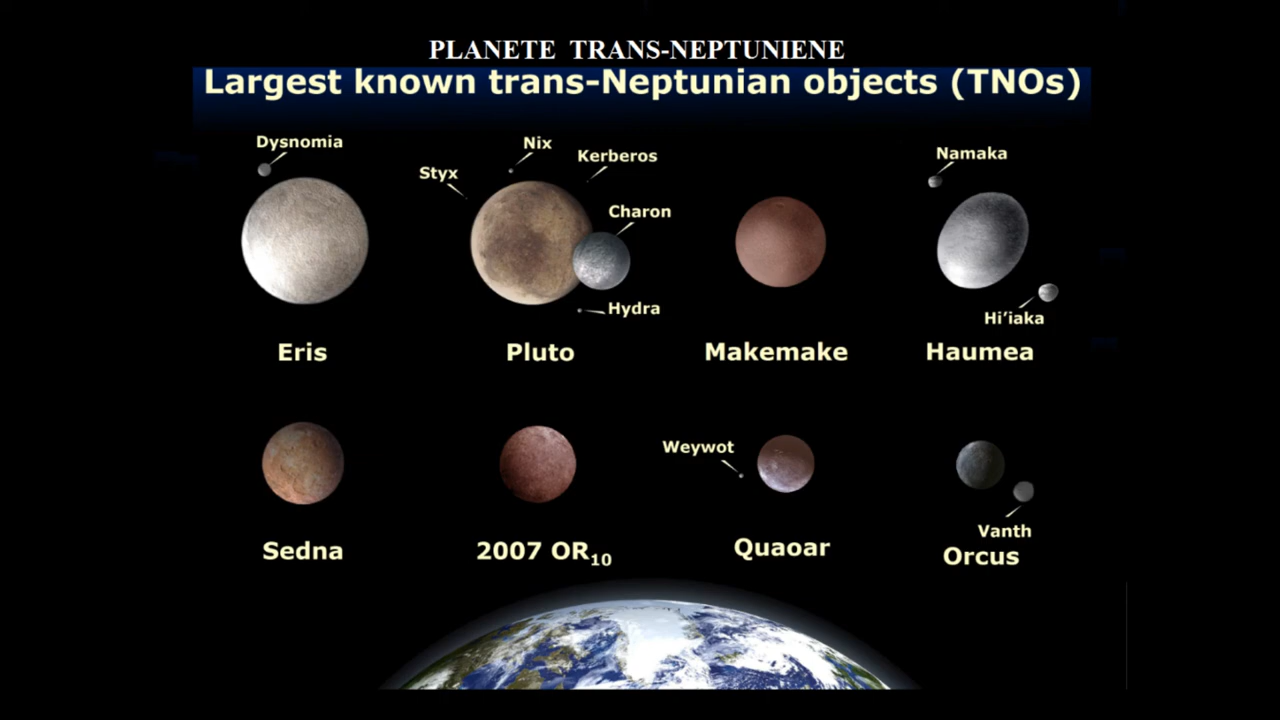 PLANETE TRANS-NEPTUNIENE
Largest known trans-Neptunian objects (TNOs)
Dysnomia
Nix
Kerberos
Styx
Charon
Hydra
Namaka
Hi’iaka
Eris
Pluto
Makemake
Haumea
Weywot
Vanth
Sedna
2007 OR10
Quaoar
Orcus